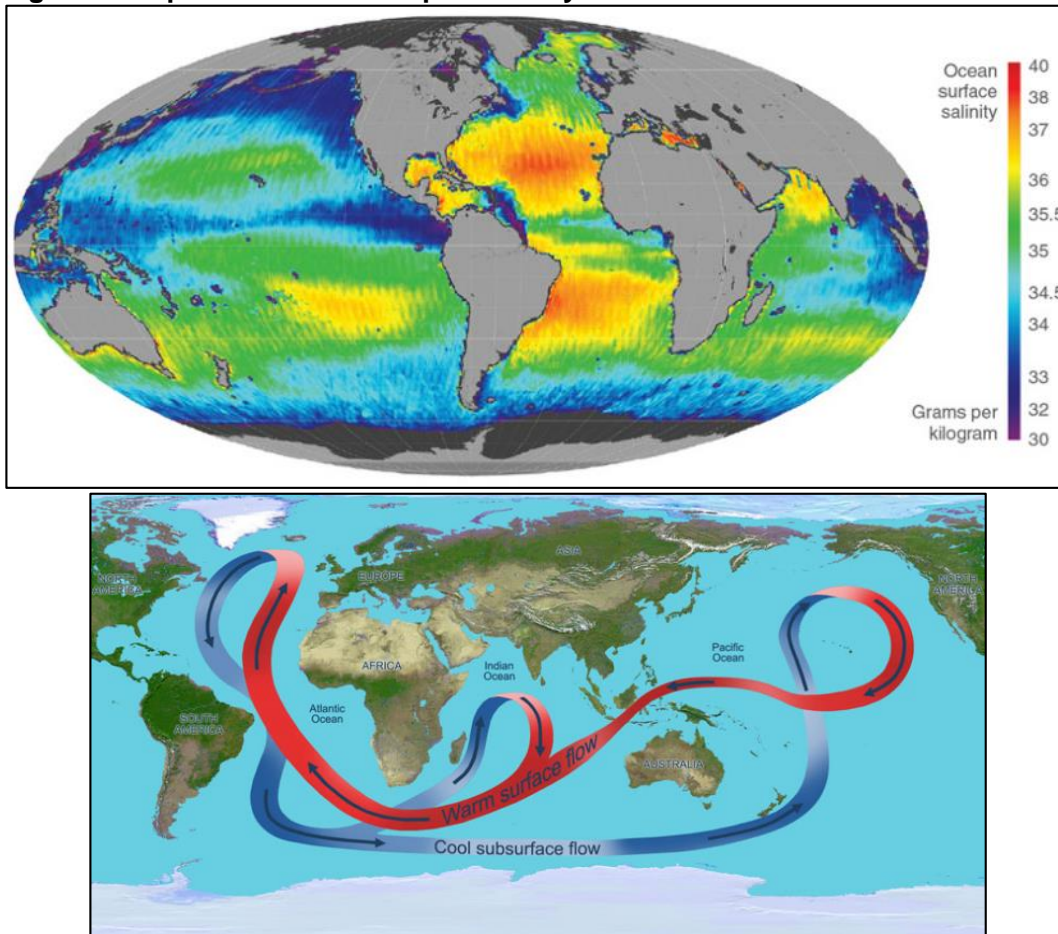 Ocean
surface
salinity
Grams per
kilogram
40
38
37
36
35.5
35
34.5
34
33
32
30
NORTH
AMERICA
EUROPE
ASIA
NORTH
AMERICA
AFRICA
Indian
Ocean
Pacific
Ocean
Atlantic
Ocean
SOUTH
AMERICA
AUSTRALIA
Warm surface flow
Cool subsurface flow